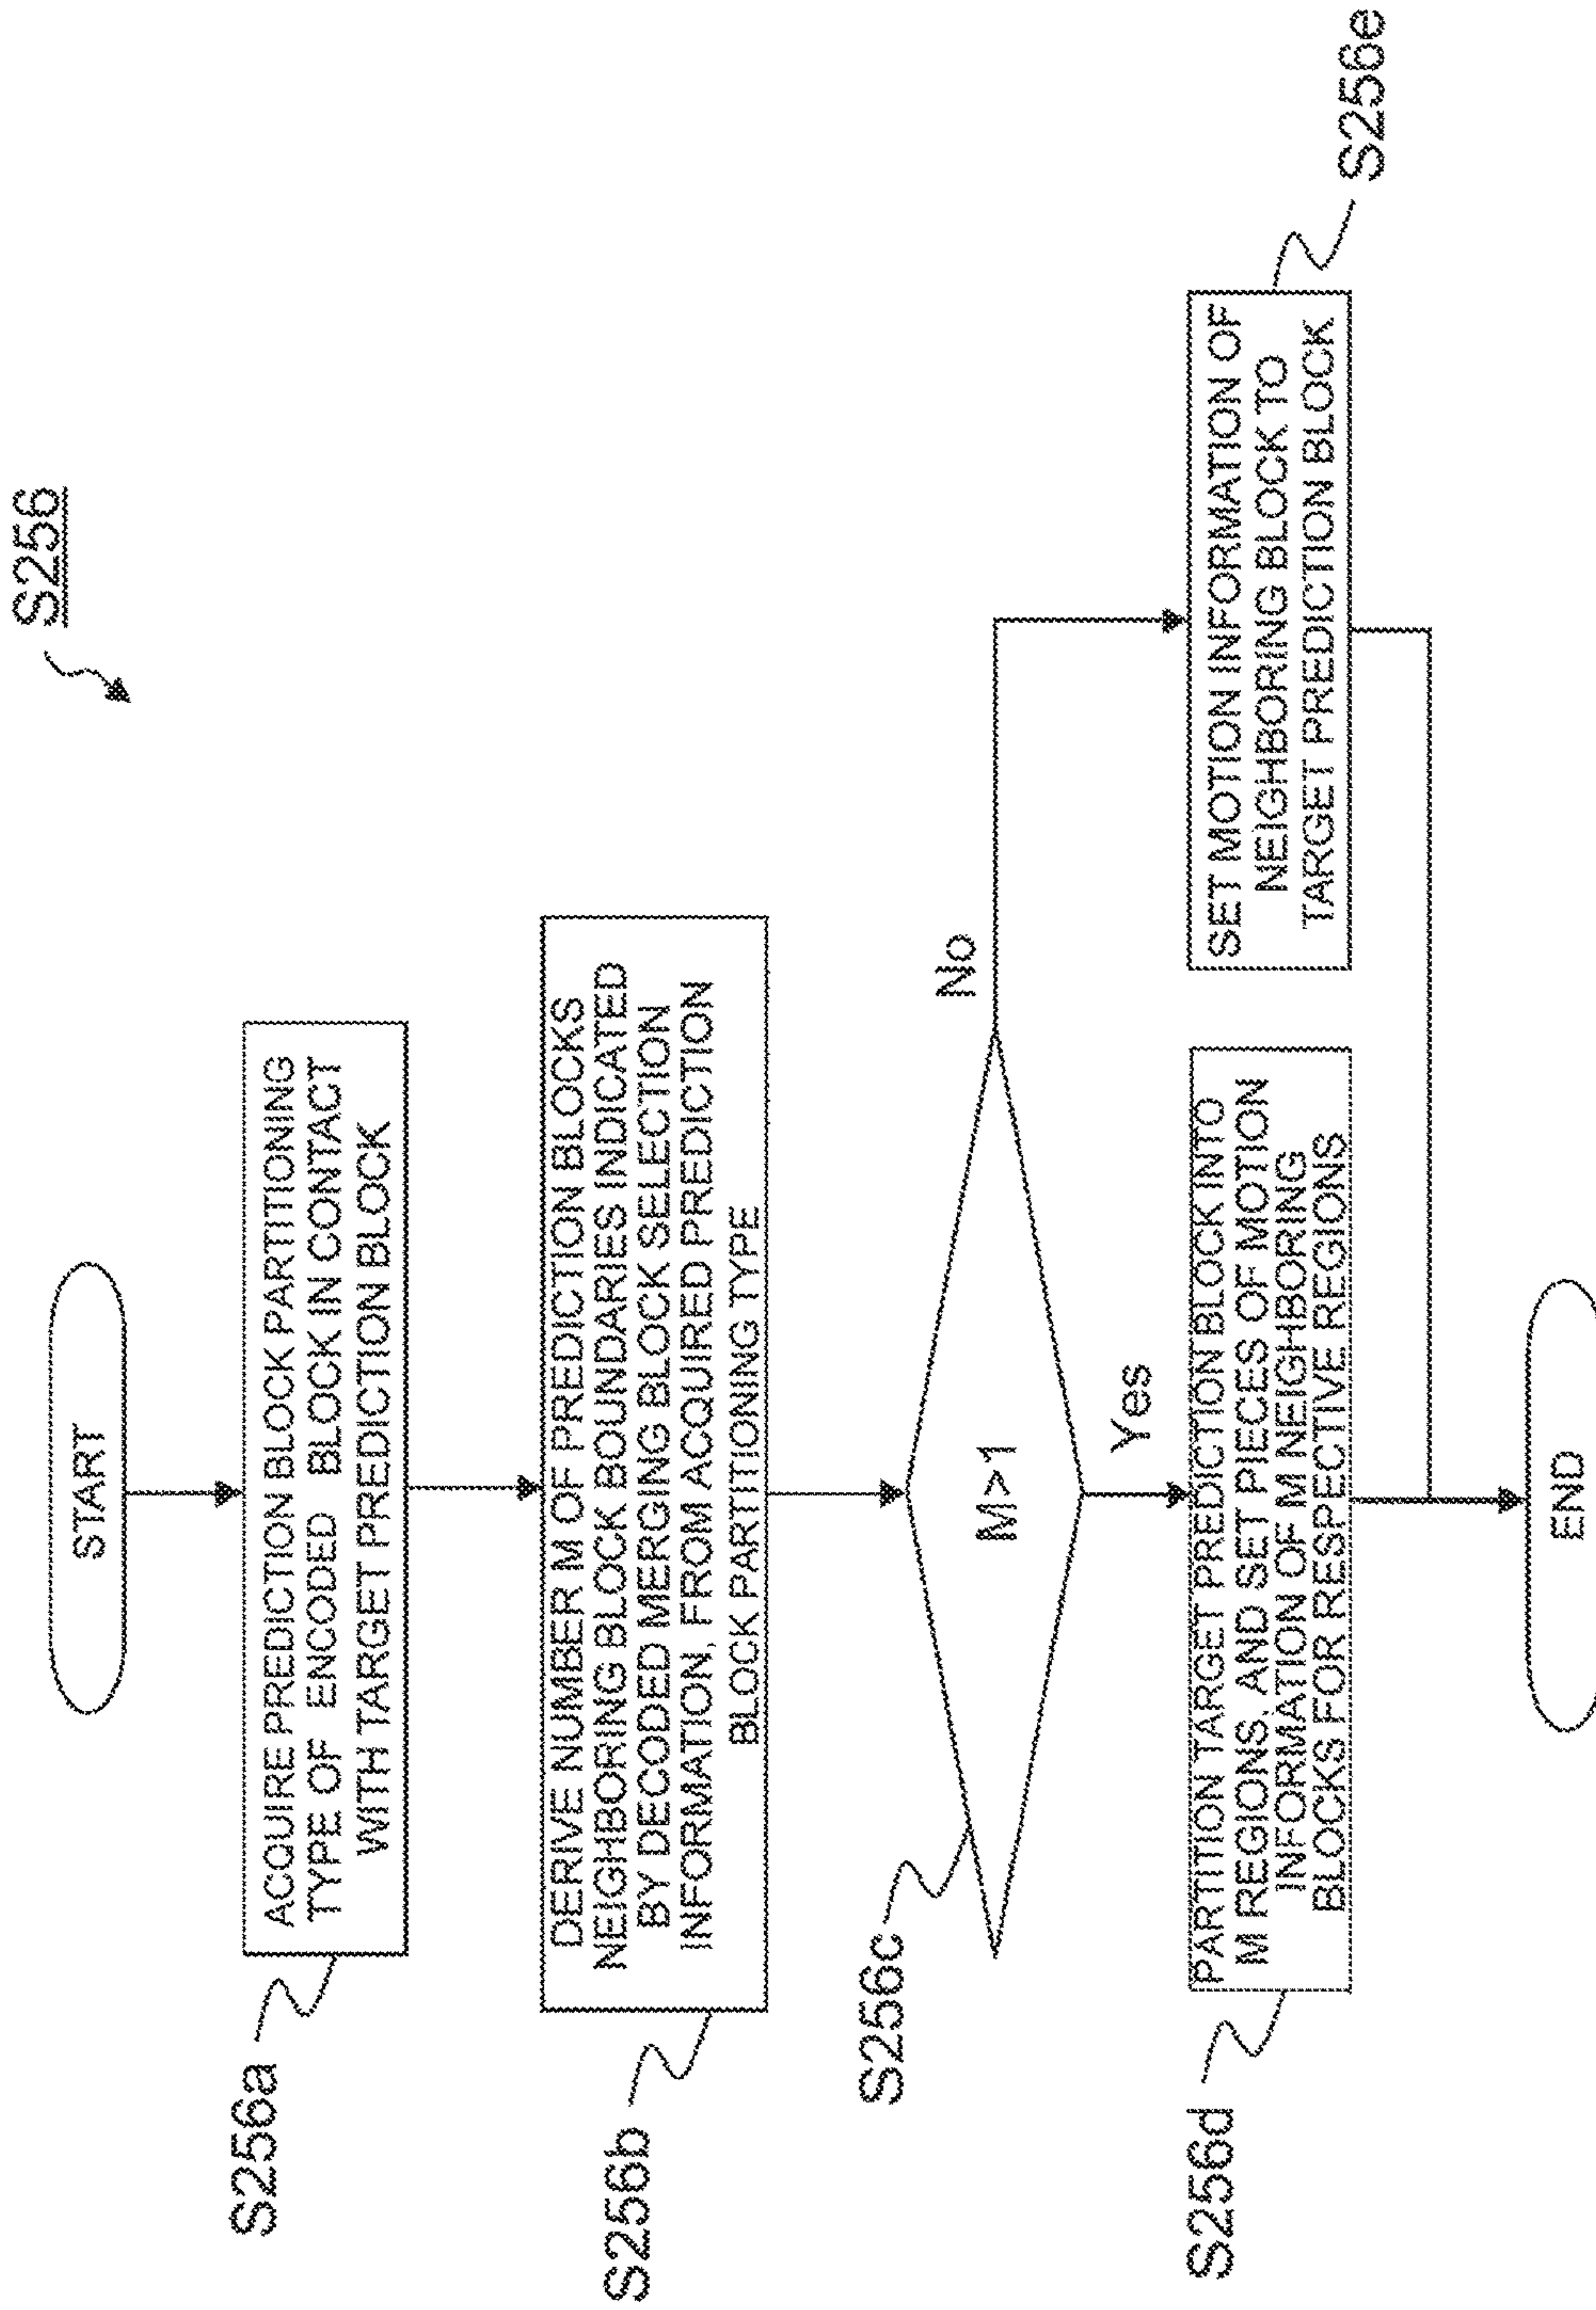 S256
START
S256a
ACQUIRE PREDICTION BLOCK PARTITIONING
TYPE OF ENCODED BLOCK IN CONTACT
WITH TARGET PREDICTION BLOCK
S256b
DERIVE NUMBER M OF PREDICTION BLOCKS
NEIGHBORING BLOCK BOUNDARIES INDICATED
BY DECODED MERGING BLOCK SELECTION
INFORMATION, FROM ACQUIRED PREDICTION
BLOCK PARTITIONING TYPE
S256c
M>1
No
Yes
S256d
PARTITION TARGET PREDICTION BLOCK INTO
M REGIONS, AND SET PIECES OF MOTION
INFORMATION OF M NEIGHBORING
BLOCKS FOR RESPECTIVE REGIONS
SET MOTION INFORMATION OF
NEIGHBORING BLOCK TO
TARGET PREDICTION BLOCK
S256e
END